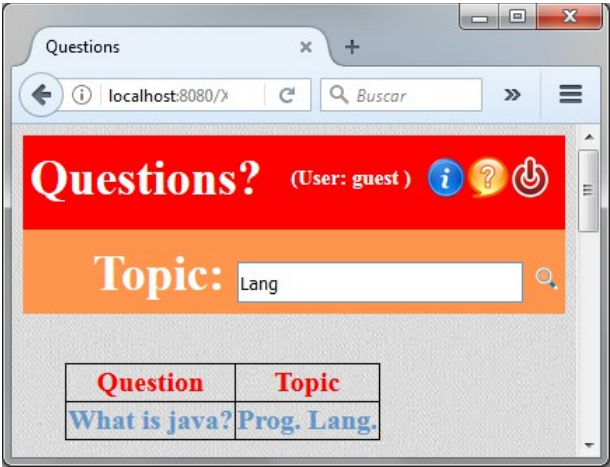 Questions
localhost:8080/X
Buscar
Questions? (User: guest )
Topic: Lang
Question Topic
What is java? Prog. Lang.